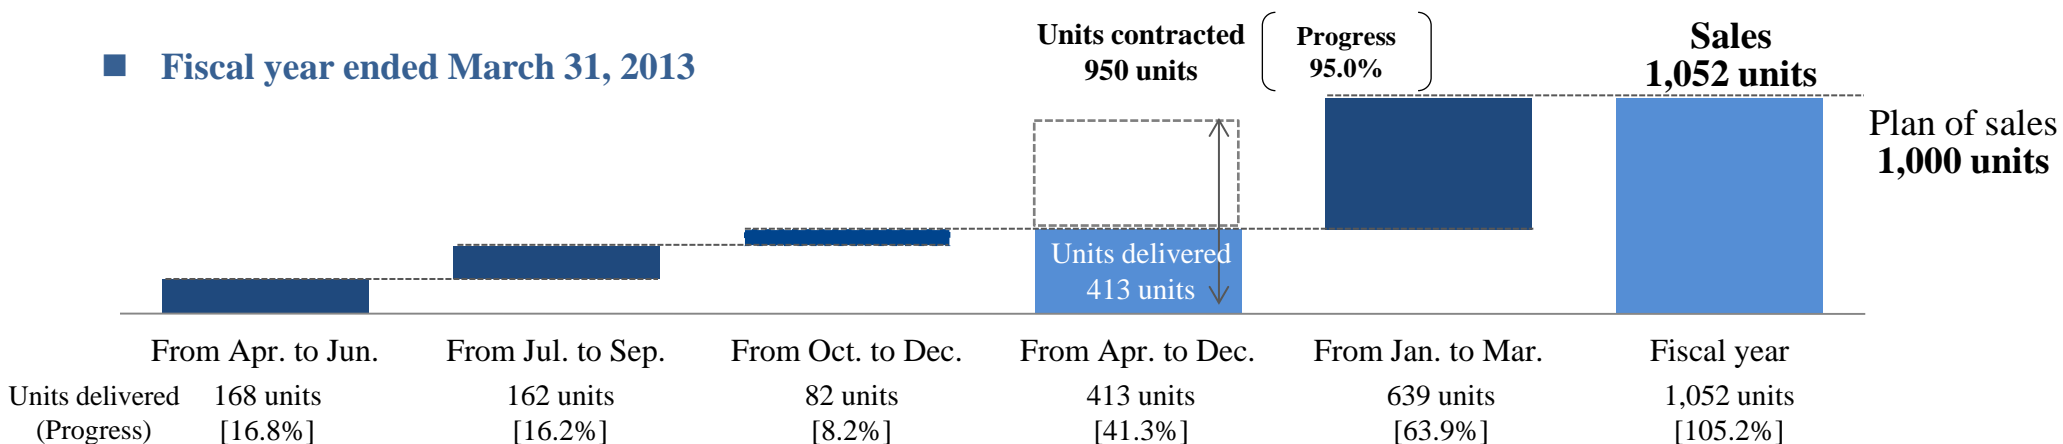 ■ Fiscal year ended March 31, 2013
Units contracted
950 units
Progress
95.0%
Sales
1,052 units
Plan of sales
1,000 units
Units delivered
413 units
From Apr. to Jun. From Jul. to Sep. From Oct. to Dec. From Apr. to Dec. From Jan. to Mar. Fiscal year
Units delivered 168 units 162 units 82 units 413 units 639 units 1,052 units
(Progress) [16.8%] [16.2%] [8.2%] [41.3%] [63.9%] [105.2%]